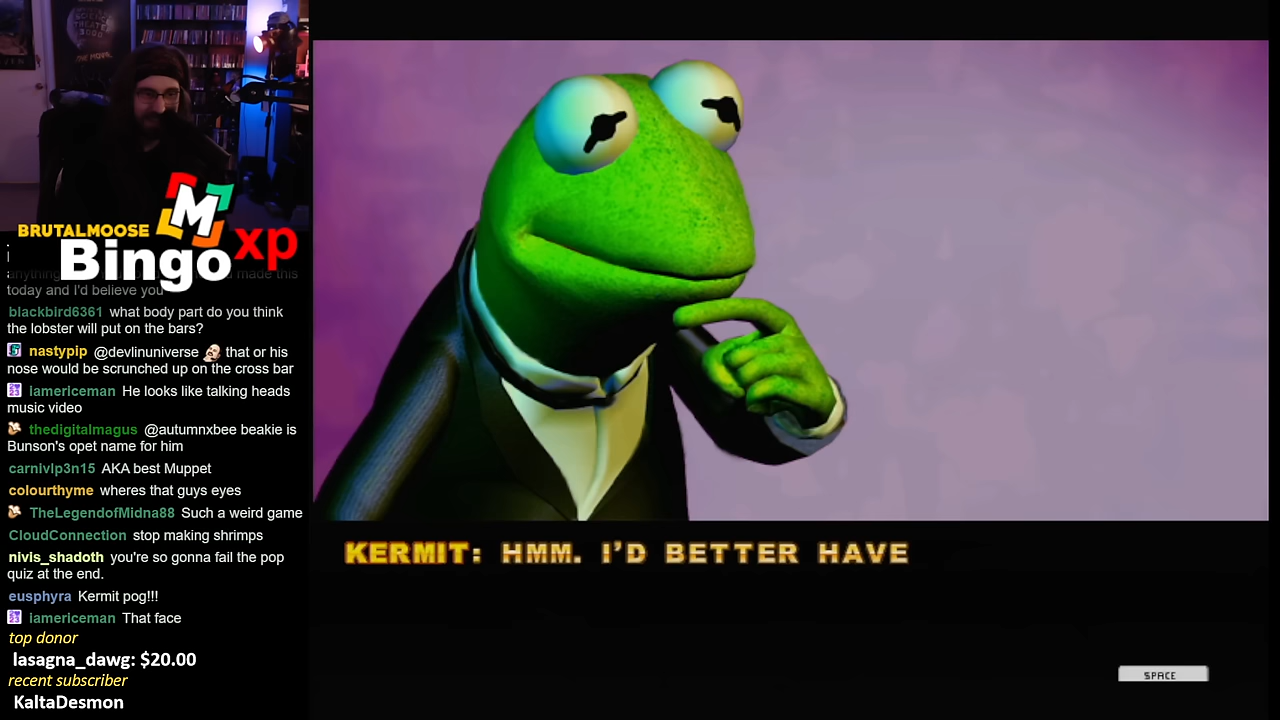 THE MOVIE
BRUTALMOOSE M
Bingo xp
made this
today and I'd believe you
blackbird6361 what body part do you think
the lobster will put on the bars?
nastypip @devlinuniverse that or his
nose would be scrunched up on the cross bar
iamericeman He looks like talking heads
music video
thedigitalmagus @autumnxbee beakie is
Bunson's opet name for him
carnivlp3n15 AKA best Muppet
colourthyme wheres that guys eyes
TheLegendofMidna88 Such a weird game
CloudConnection stop making shrimps
nivis_shadoth you're so gonna fail the pop
quiz at the end.
eusphyra Kermit pog!!!
iamericeman That face
top donor
lasagna_dawg: $20.00
recent subscriber
KaltaDesmon
KERMIT: HMM. I'D BETTER HAVE
SPACE